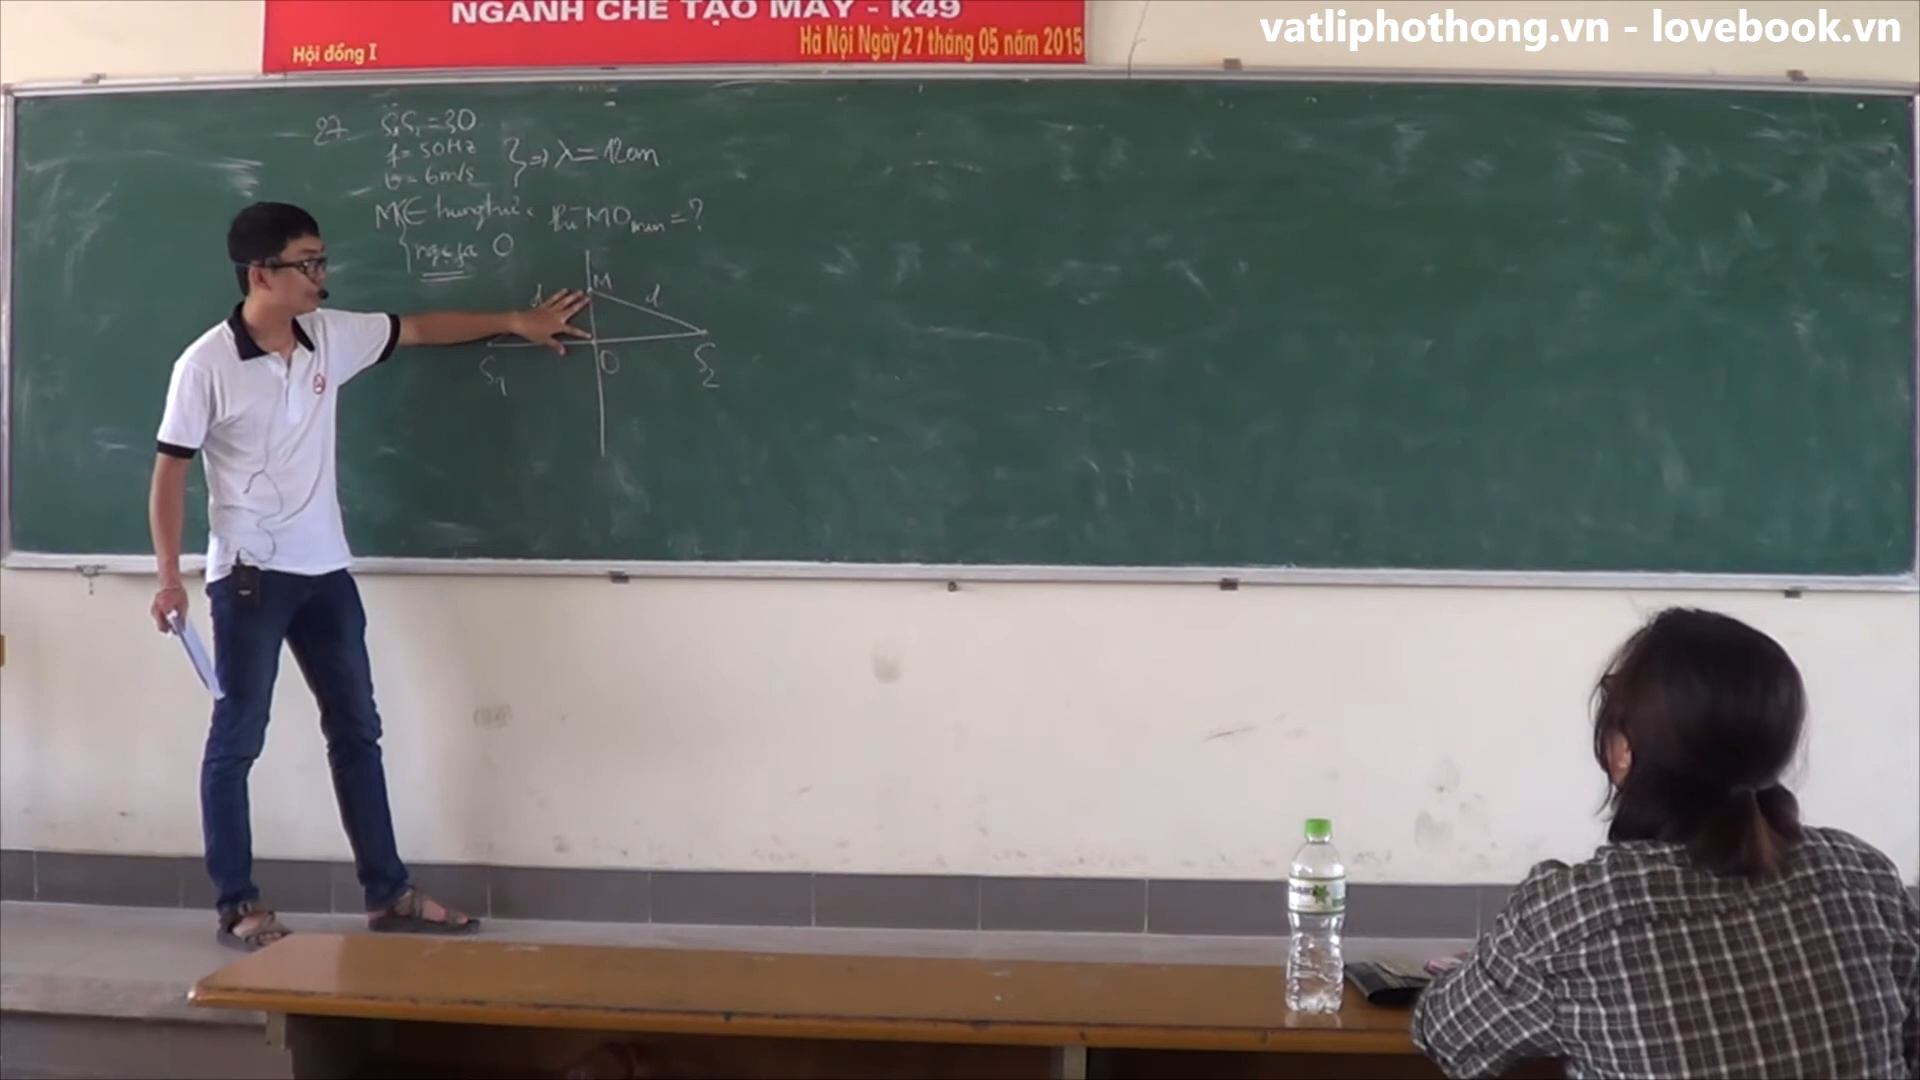 NGÀNH CHẾ TẠO MÁY - K49
Hội đồng I
Hà Nội Ngày 27 tháng 05 năm 2015
vatliphothong.vn - lovebook.vn
27. S₁S₂ = 30
f = 50Hz
v = 6m/s
} ⇒ λ = 12cm
M ∈ trung trực thì MO min = ?
ngược pha O
M
d
d
O
S₁
S₂